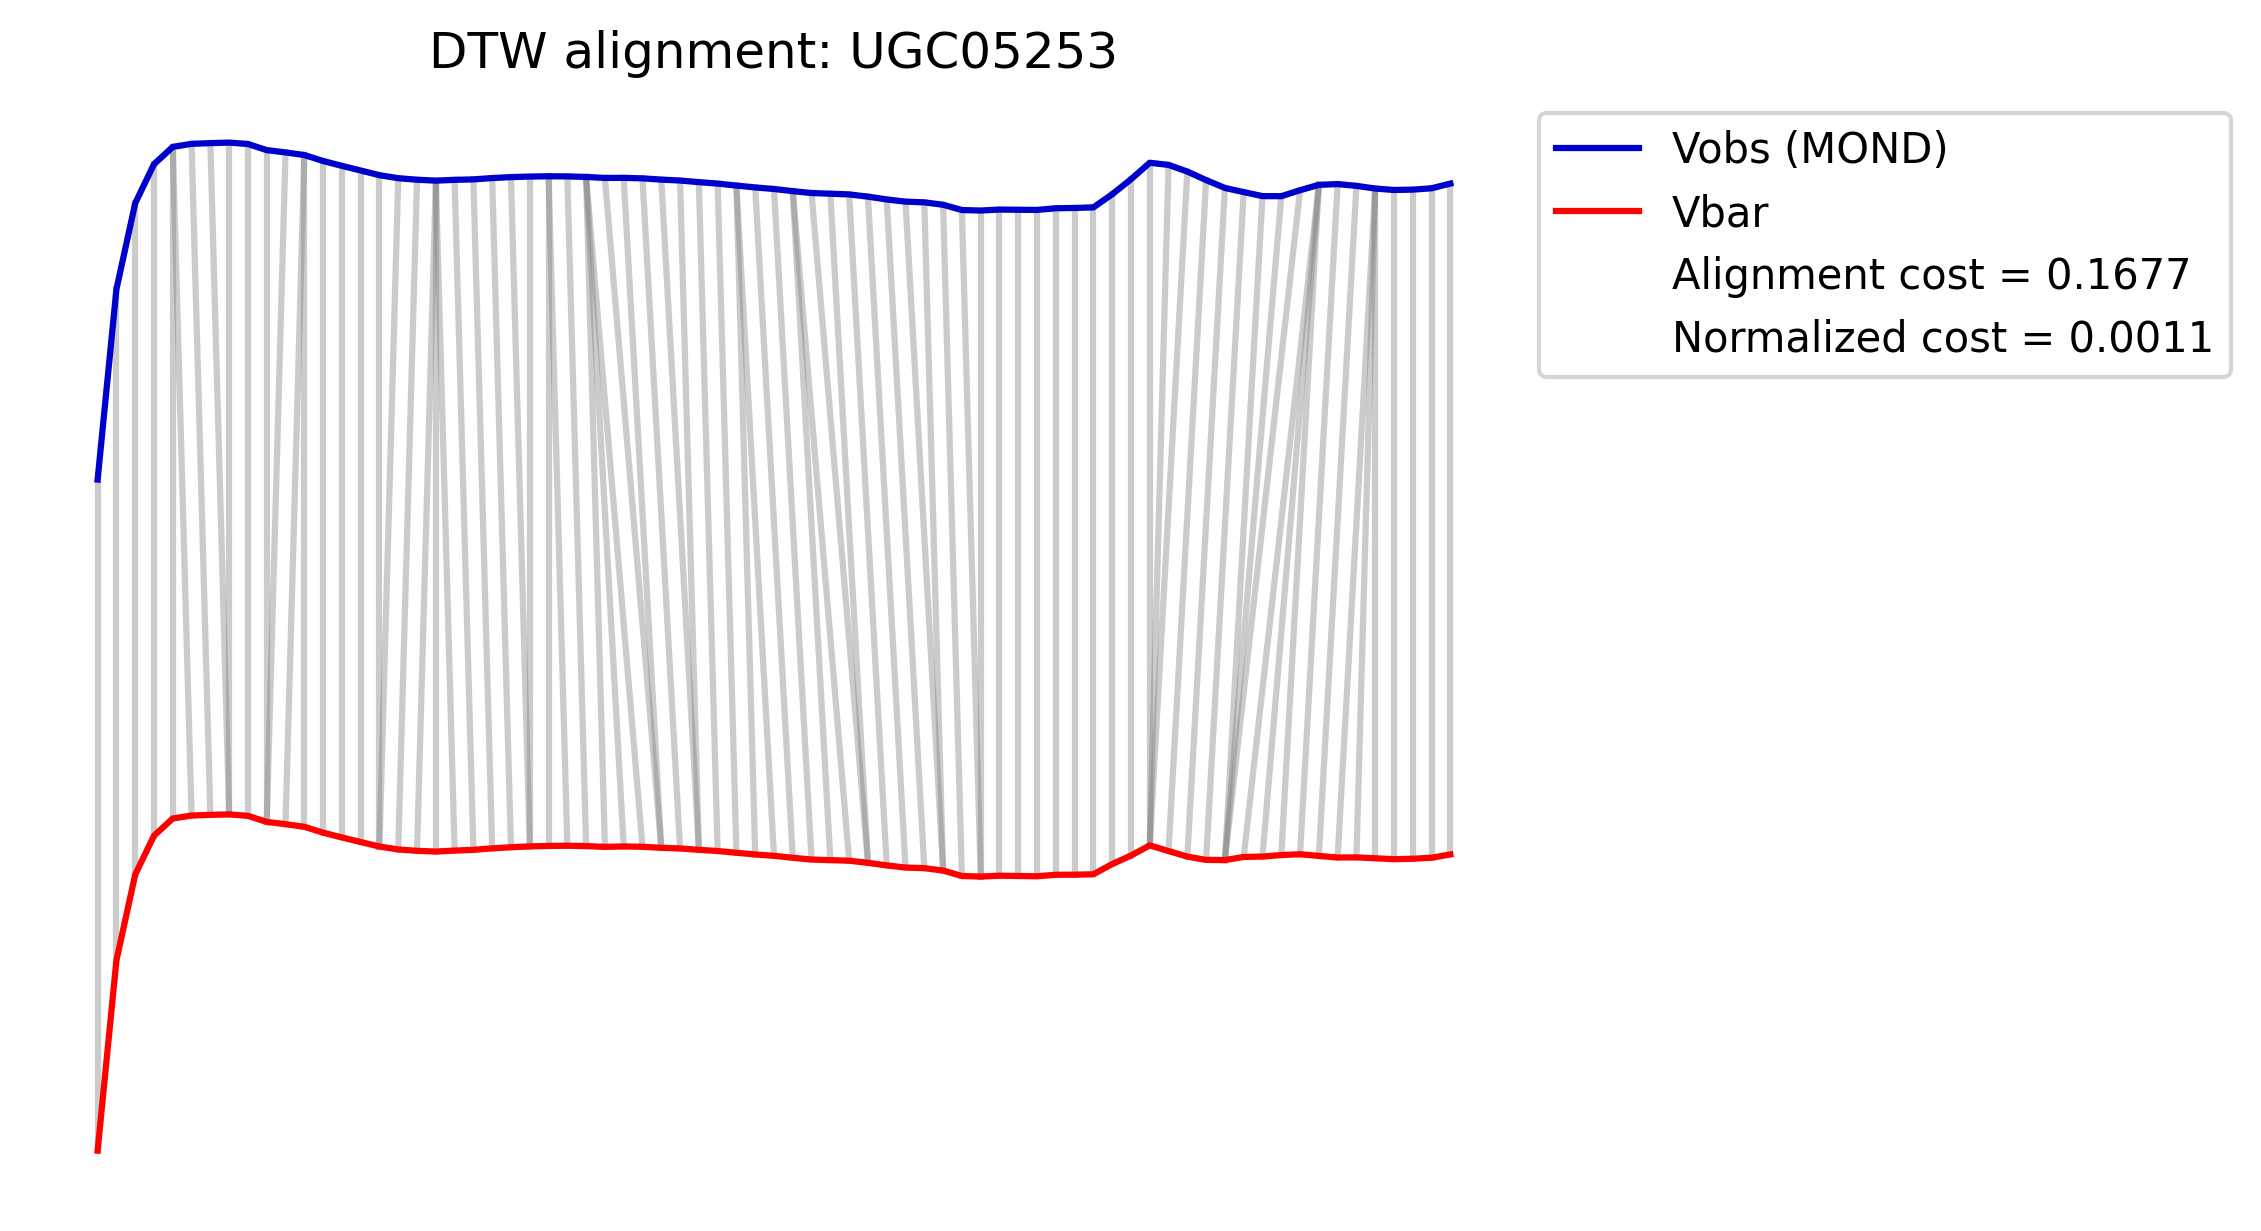 DTW alignment: UGC05253
Vobs (MOND)
Vbar
Alignment cost = 0.1677
Normalized cost = 0.0011